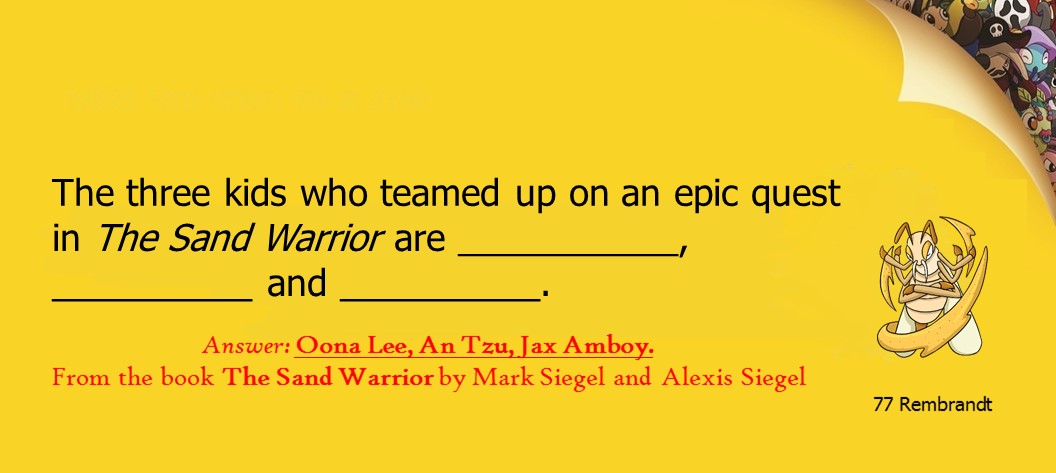 The three kids who teamed up on an epic quest
in The Sand Warrior are ___________,
__________ and __________.
Answer: Oona Lee, An Tzu, Jax Amboy.
From the book The Sand Warrior by Mark Siegel and Alexis Siegel
77 Rembrandt